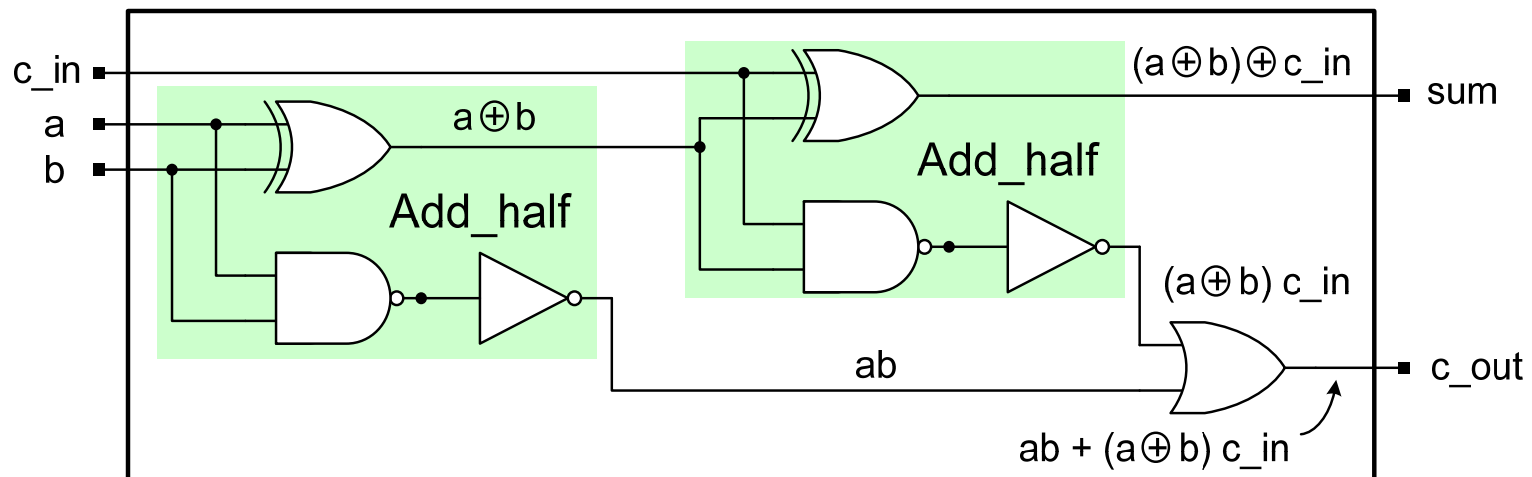 c_in
a
b
a⊕b
Add_half
(a⊕b)⊕c_in
sum
Add_half
(a⊕b) c_in
ab
c_out
ab + (a⊕b) c_in